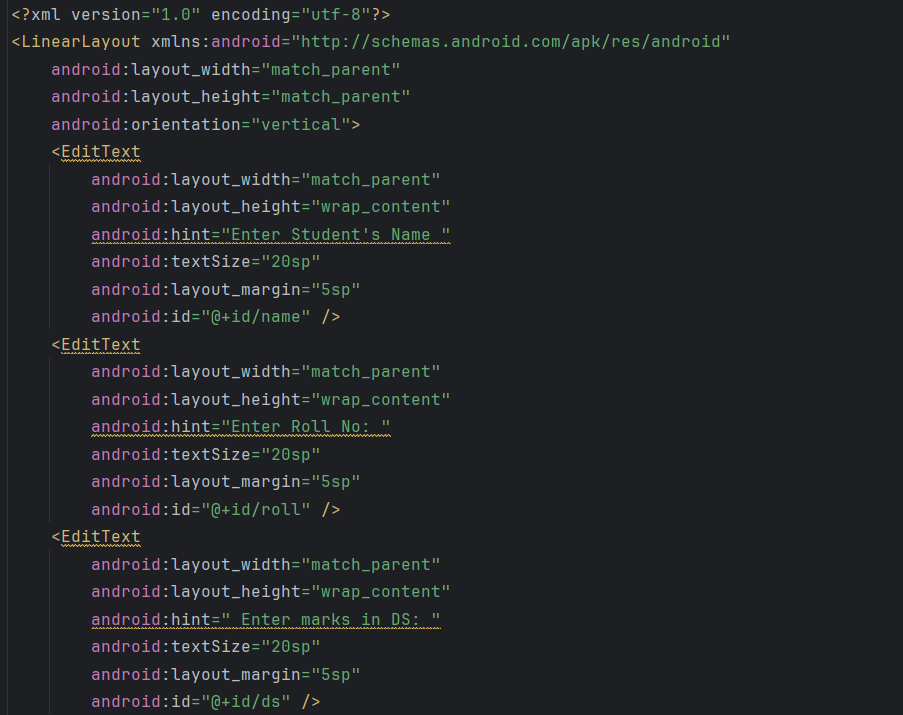 <?xml version="1.0" encoding="utf-8"?>
<LinearLayout xmlns:android="http://schemas.android.com/apk/res/android"
    android:layout_width="match_parent"
    android:layout_height="match_parent"
    android:orientation="vertical">
    <EditText
        android:layout_width="match_parent"
        android:layout_height="wrap_content"
        android:hint="Enter Student's Name "
        android:textSize="20sp"
        android:layout_margin="5sp"
        android:id="@+id/name" />
    <EditText
        android:layout_width="match_parent"
        android:layout_height="wrap_content"
        android:hint="Enter Roll No: "
        android:textSize="20sp"
        android:layout_margin="5sp"
        android:id="@+id/roll" />
    <EditText
        android:layout_width="match_parent"
        android:layout_height="wrap_content"
        android:hint=" Enter marks in DS: "
        android:textSize="20sp"
        android:layout_margin="5sp"
        android:id="@+id/ds" />